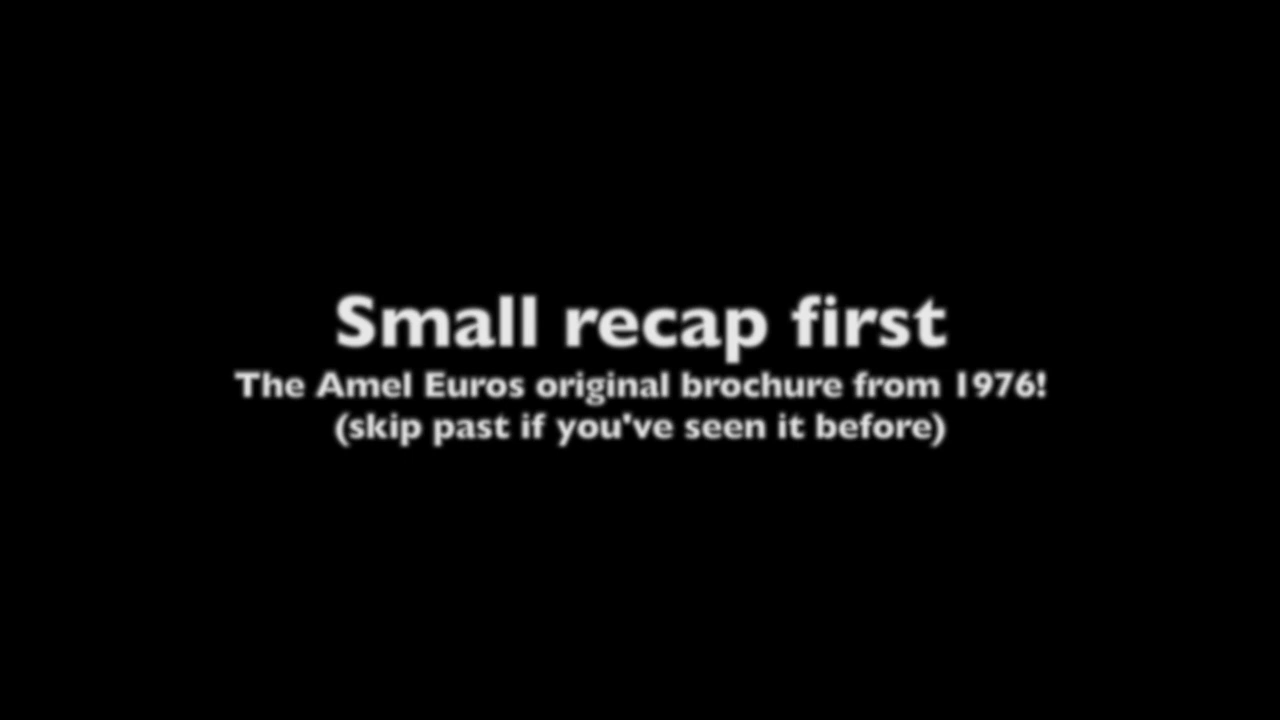 Small recap first
The Amel Euros original brochure from 1976!
(skip past if you've seen it before)